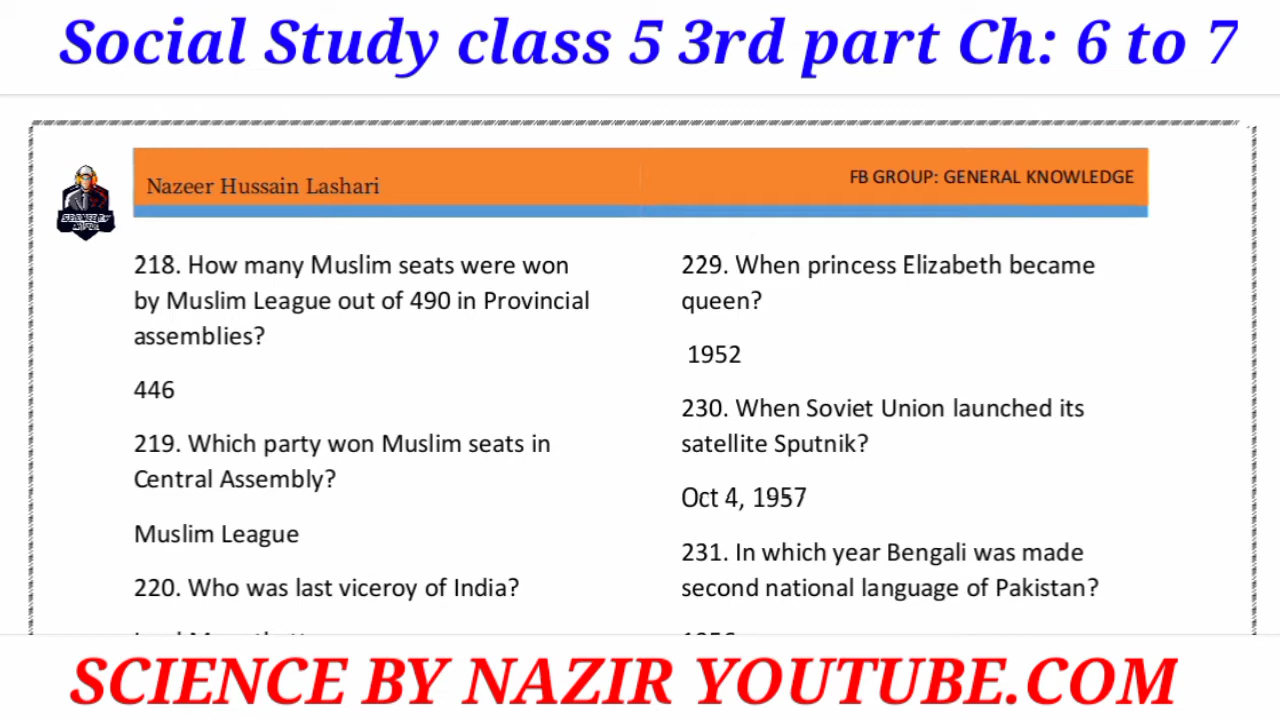 Social Study class 5 3rd part Ch: 6 to 7
Nazeer Hussain Lashari
FB GROUP: GENERAL KNOWLEDGE
218. How many Muslim seats were won
by Muslim League out of 490 in Provincial
assemblies?
446
219. Which party won Muslim seats in
Central Assembly?
Muslim League
220. Who was last viceroy of India?
229. When princess Elizabeth became
queen?
1952
230. When Soviet Union launched its
satellite Sputnik?
Oct 4, 1957
231. In which year Bengali was made
second national language of Pakistan?
SCIENCE BY NAZIR YOUTUBE.COM